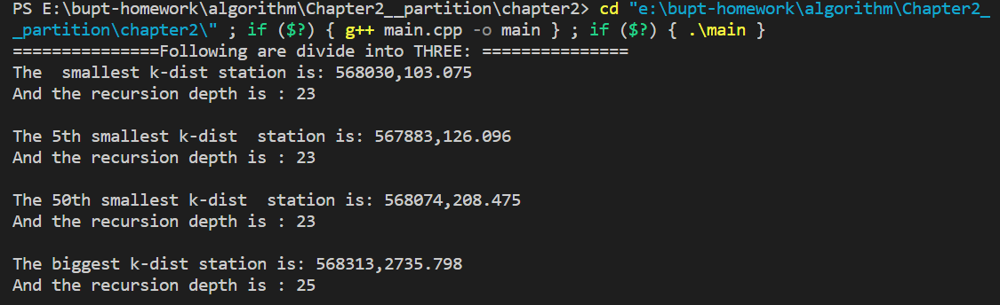 PS E:\bupt-homework\algorithm\Chapter2__partition\chapter2> cd "e:\bupt-homework\algorithm\Chapter2_
_partition\chapter2\" ; if ($?) { g++ main.cpp -o main } ; if ($?) { .\main }
===============Following are divide into THREE: ===============
The  smallest k-dist station is: 568030,103.075
And the recursion depth is : 23

The 5th smallest k-dist  station is: 567883,126.096
And the recursion depth is : 23

The 50th smallest k-dist  station is: 568074,208.475
And the recursion depth is : 23

The biggest k-dist station is: 568313,2735.798
And the recursion depth is : 25